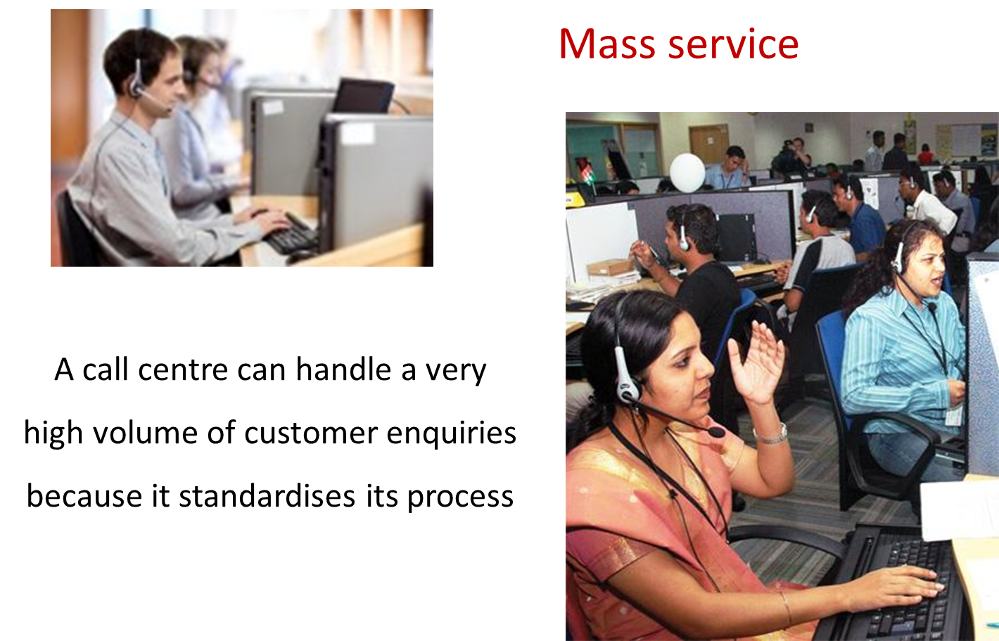 Mass service
A call centre can handle a very
high volume of customer enquiries
because it standardises its process